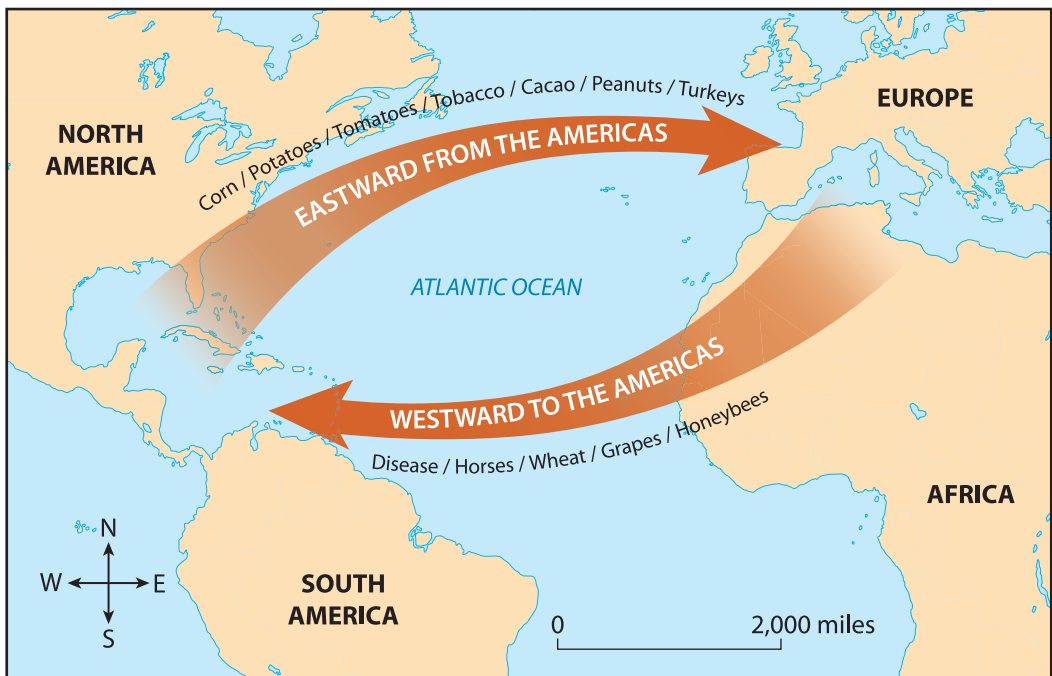 NORTH
AMERICA
EUROPE
Corn / Potatoes / Tomatoes / Tobacco / Cacao / Peanuts / Turkeys
EASTWARD FROM THE AMERICAS
ATLANTIC OCEAN
WESTWARD TO THE AMERICAS
Disease / Horses / Wheat / Grapes / Honeybees
AFRICA
SOUTH
AMERICA
N
W E
S
0 2,000 miles